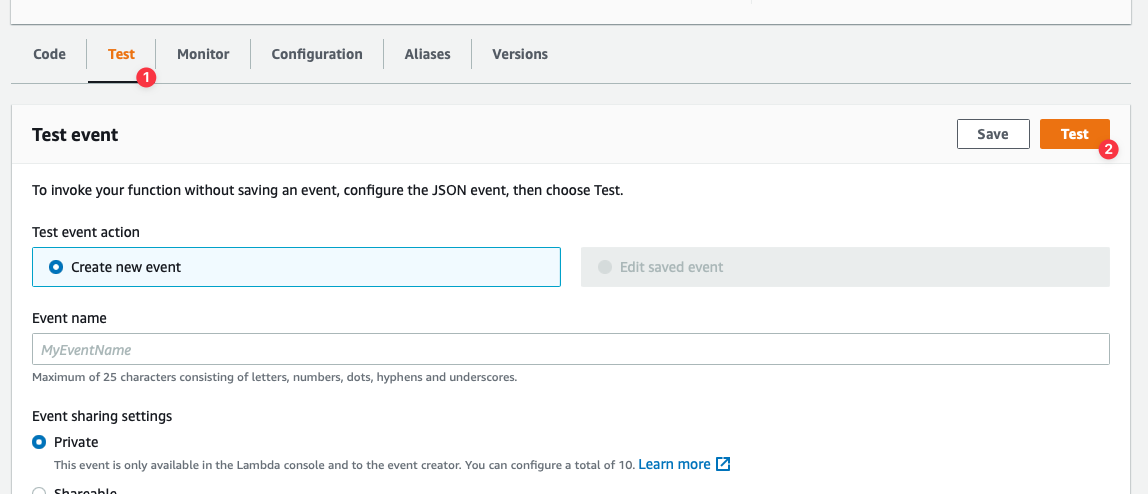 Code Test Monitor Configuration Aliases Versions
1
Test event Save Test
2
To invoke your function without saving an event, configure the JSON event, then choose Test.
Test event action
Create new event Edit saved event
Event name
MyEventName
Maximum of 25 characters consisting of letters, numbers, dots, hyphens and underscores.
Event sharing settings
Private
This event is only available in the Lambda console and to the event creator. You can configure a total of 10. Learn more
Shareable